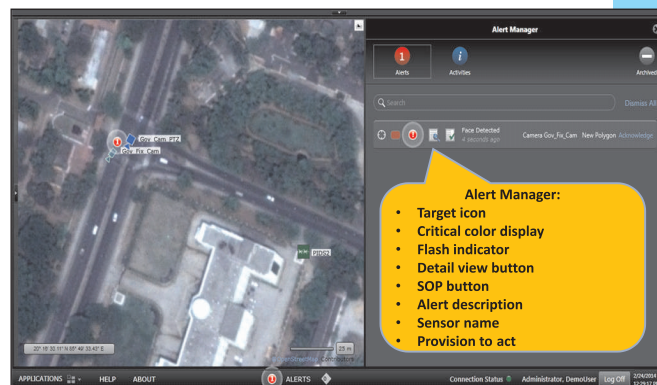 Alert Manager
1
Alerts
i
Activities
Archived
Search
Dismiss All
Face Detected
4 seconds ago
Camera Gov_Fix_Cam New Polygon Acknowledge
Gov_Cam_PTZ
Gov_Fix_Cam
PIDS2
Alert Manager:
• Target icon
• Critical color display
• Flash indicator
• Detail view button
• SOP button
• Alert description
• Sensor name
• Provision to act
25 m
Contributors
APPLICATIONS HELP ABOUT
ALERTS
Connection Status
Administrator, DemoUser
Log Off
2/24/2014